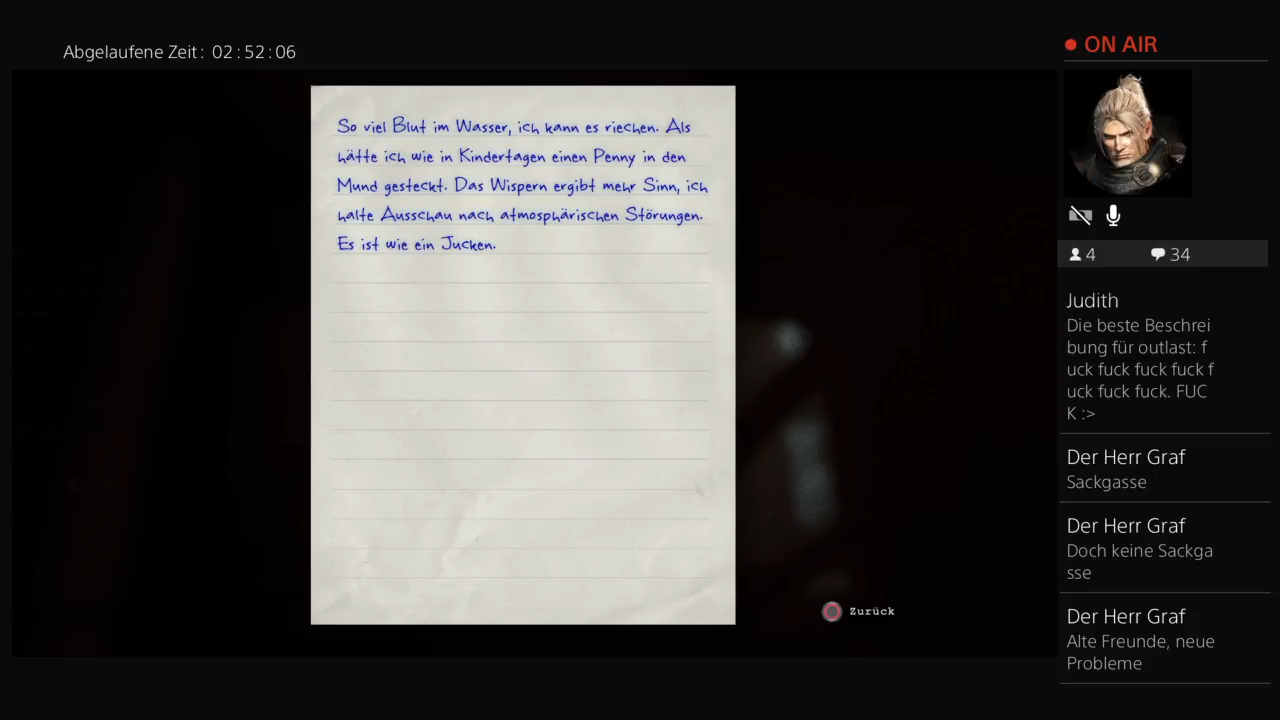 Abgelaufene Zeit: 02:52:06
So viel Blut im Wasser, ich kann es riechen. Als
hätte ich wie in Kindertagen einen Penny in den
Mund gesteckt. Das Wispern ergibt mehr Sinn, ich
halte Ausschau nach atmosphärischen Störungen.
Es ist wie ein Jucken.
Zurück
ON AIR
4
34
Judith
Die beste Beschrei
bung für outlast: f
uck fuck fuck fuck f
uck fuck fuck. FUC
K :>
Der Herr Graf
Sackgasse
Der Herr Graf
Doch keine Sackga
sse
Der Herr Graf
Alte Freunde, neue
Probleme